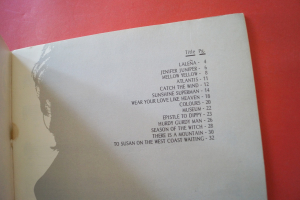 Title Pg.
LALENA - 4
JENIFER JUNIPER - 6
MELLOW YELLOW - 8
ATLANTIS - 11
CATCH THE WIND - 12
SUNSHINE SUPERMAN - 14
WEAR YOUR LOVE LIKE HEAVEN - 18
COLOURS - 20
MUSEUM - 22
EPISTLE TO DIPPY - 23
HURDY GURDY MAN - 26
SEASON OF THE WITCH - 28
THERE IS A MOUNTAIN - 30
TO SUSAN ON THE WEST COAST WAITING - 32